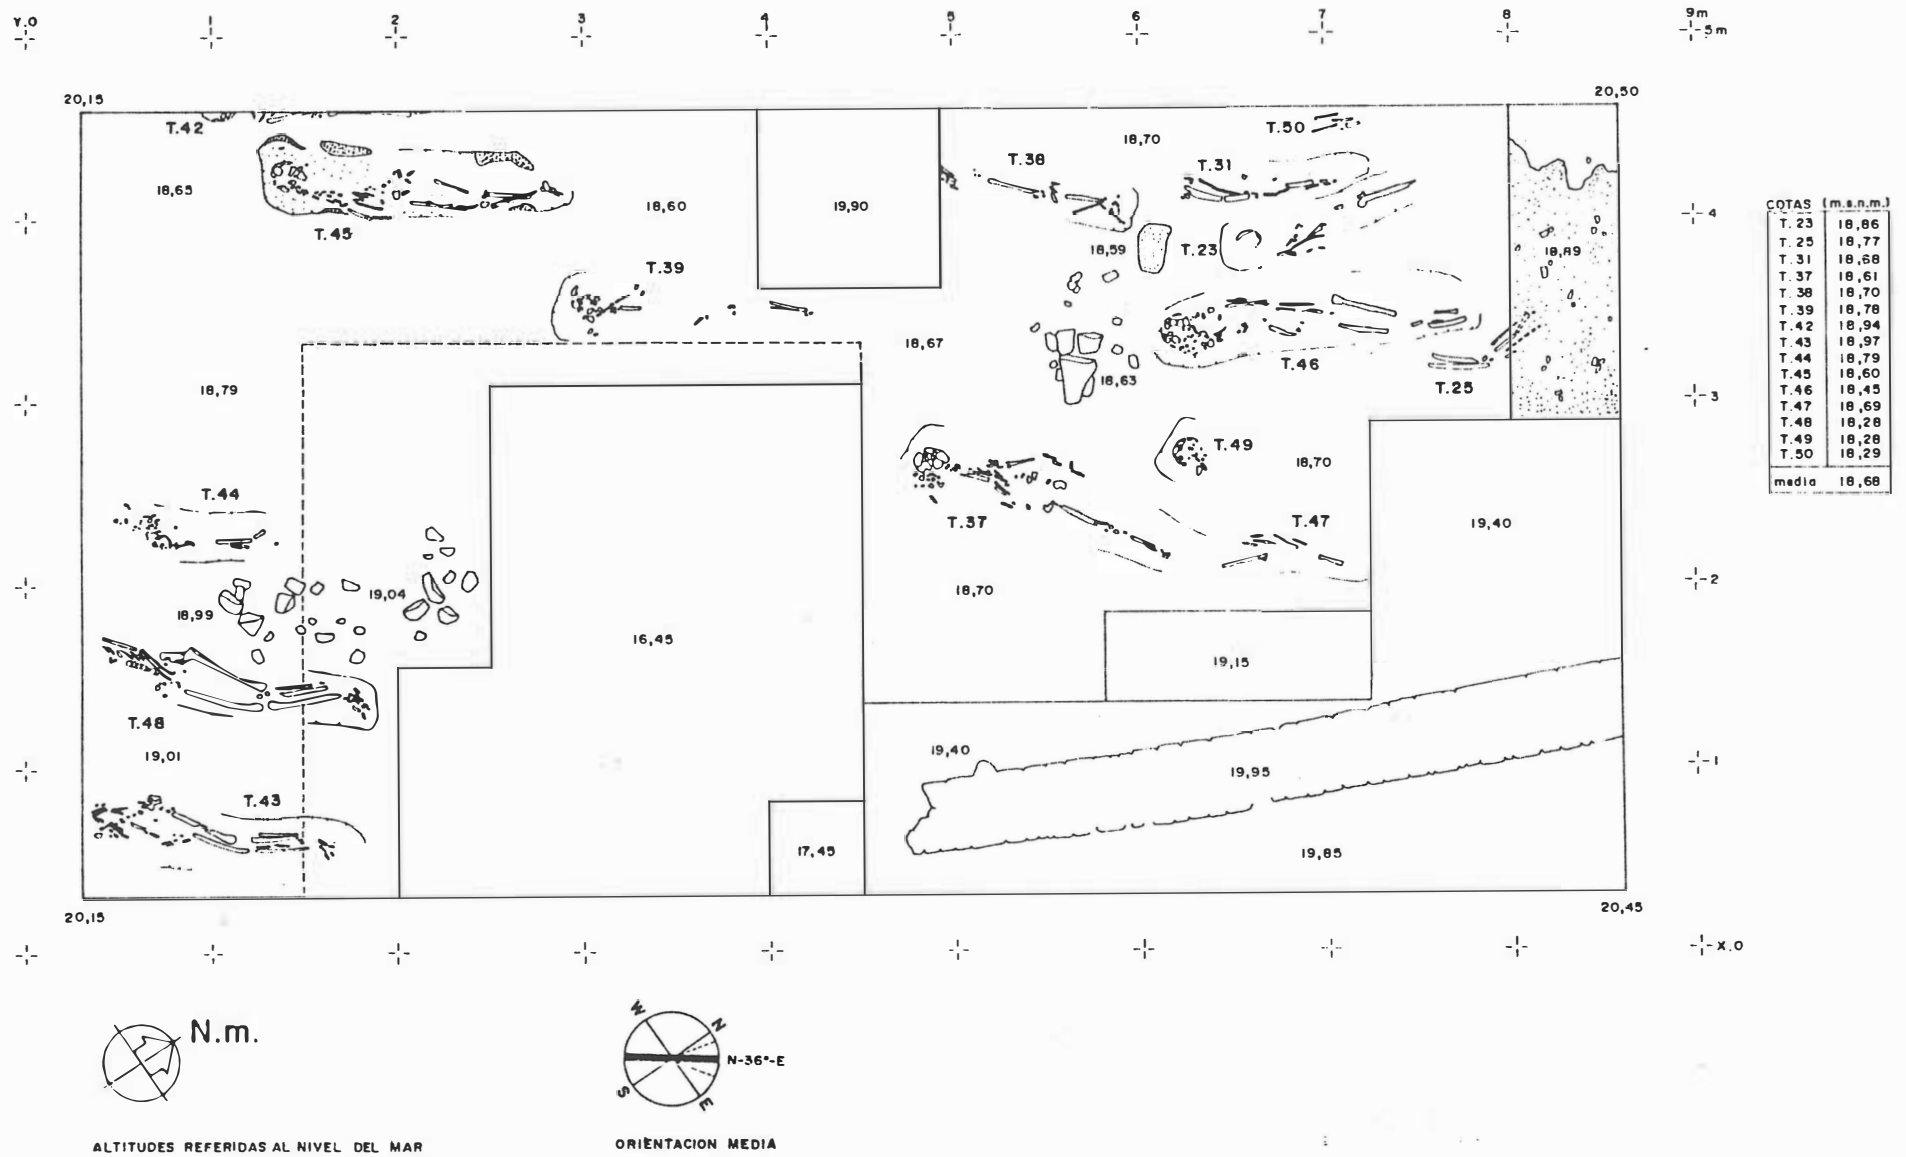 Y.0 2 3 4 5 6 7 8 9m
5m
20,15 20,50
T.42 T.50
18,70
T.38 T.31
18,65 18,60 19,90 4
T.45 18,59 T.23 18,89
T.39
18,67
T.46
18,79 18,63 T.25 3
T.49
18,70
T.44 T.37 T.47 19,40
18,99 19,04 18,70 2
16,45 19,15
T.48
19,01 19,40 19,95 1
T.43
17,45 19,85
20,15 20,45
X.0
COTAS (m.s.n.m.)
T. 23 18,86
T. 25 18,77
T. 31 18,68
T. 37 18,61
T. 38 18,70
T. 39 18,78
T. 42 18,94
T. 43 18,97
T. 44 18,79
T. 45 18,60
T. 46 18,45
T. 47 18,69
T. 48 18,28
T. 49 18,28
T. 50 18,29
media 18,68
N.m.
W N
N-36°-E
S E
ALTITUDES REFERIDAS AL NIVEL DEL MAR
ORIENTACION MEDIA